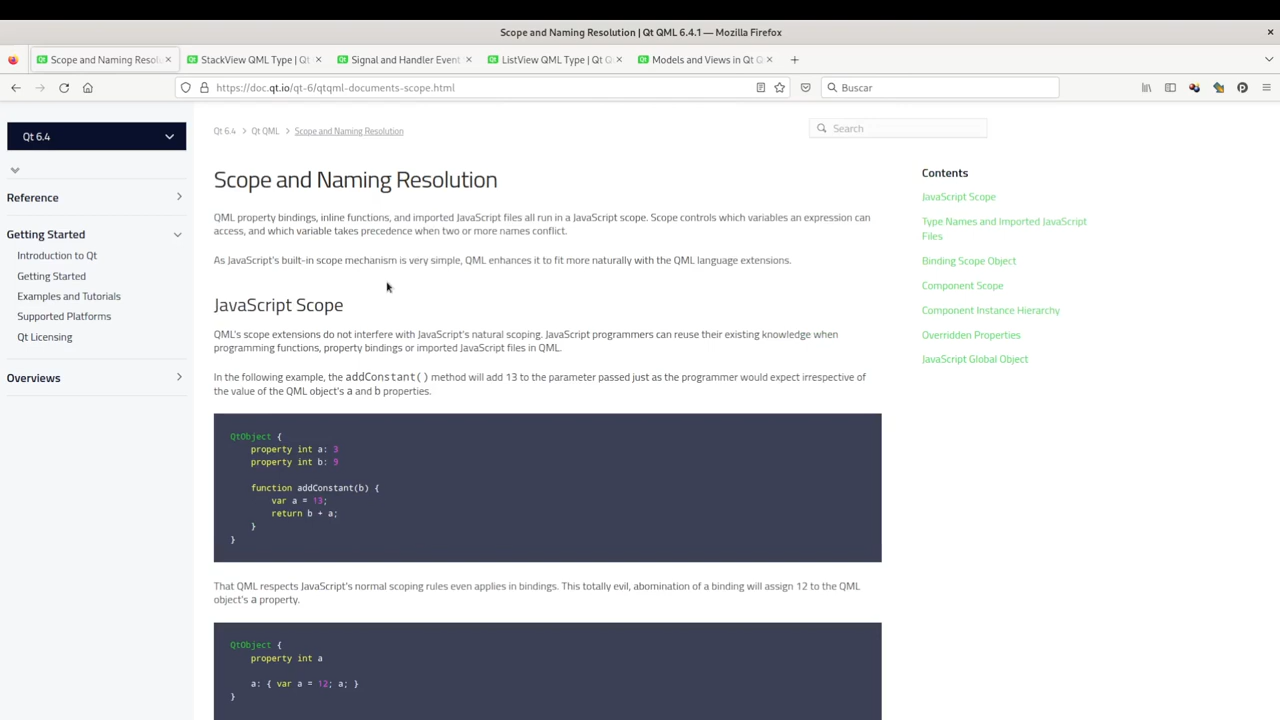 Scope and Naming Resolution | Qt QML 6.4.1 — Mozilla Firefox
Scope and Naming Resol
StackView QML Type | Qt
Signal and Handler Event
ListView QML Type | Qt Q
Models and Views in Qt Q
https://doc.qt.io/qt-6/qtqml-documents-scope.html
Buscar
Qt 6.4
Reference
Getting Started
Introduction to Qt
Getting Started
Examples and Tutorials
Supported Platforms
Qt Licensing
Overviews
Qt 6.4 > Qt QML > Scope and Naming Resolution
Search
Scope and Naming Resolution
QML property bindings, inline functions, and imported JavaScript files all run in a JavaScript scope. Scope controls which variables an expression can
access, and which variable takes precedence when two or more names conflict.
As JavaScript's built-in scope mechanism is very simple, QML enhances it to fit more naturally with the QML language extensions.
JavaScript Scope
QML's scope extensions do not interfere with JavaScript's natural scoping. JavaScript programmers can reuse their existing knowledge when
programming functions, property bindings or imported JavaScript files in QML.
In the following example, the addConstant() method will add 13 to the parameter passed just as the programmer would expect irrespective of
the value of the QML object's a and b properties.
QtObject {
property int a: 3
property int b: 9
function addConstant(b) {
var a = 13;
return b + a;
}
}
That QML respects JavaScript's normal scoping rules even applies in bindings. This totally evil, abomination of a binding will assign 12 to the QML
object's a property.
QtObject {
property int a
a: { var a = 12; a; }
}
Contents
JavaScript Scope
Type Names and Imported JavaScript
Files
Binding Scope Object
Component Scope
Component Instance Hierarchy
Overridden Properties
JavaScript Global Object